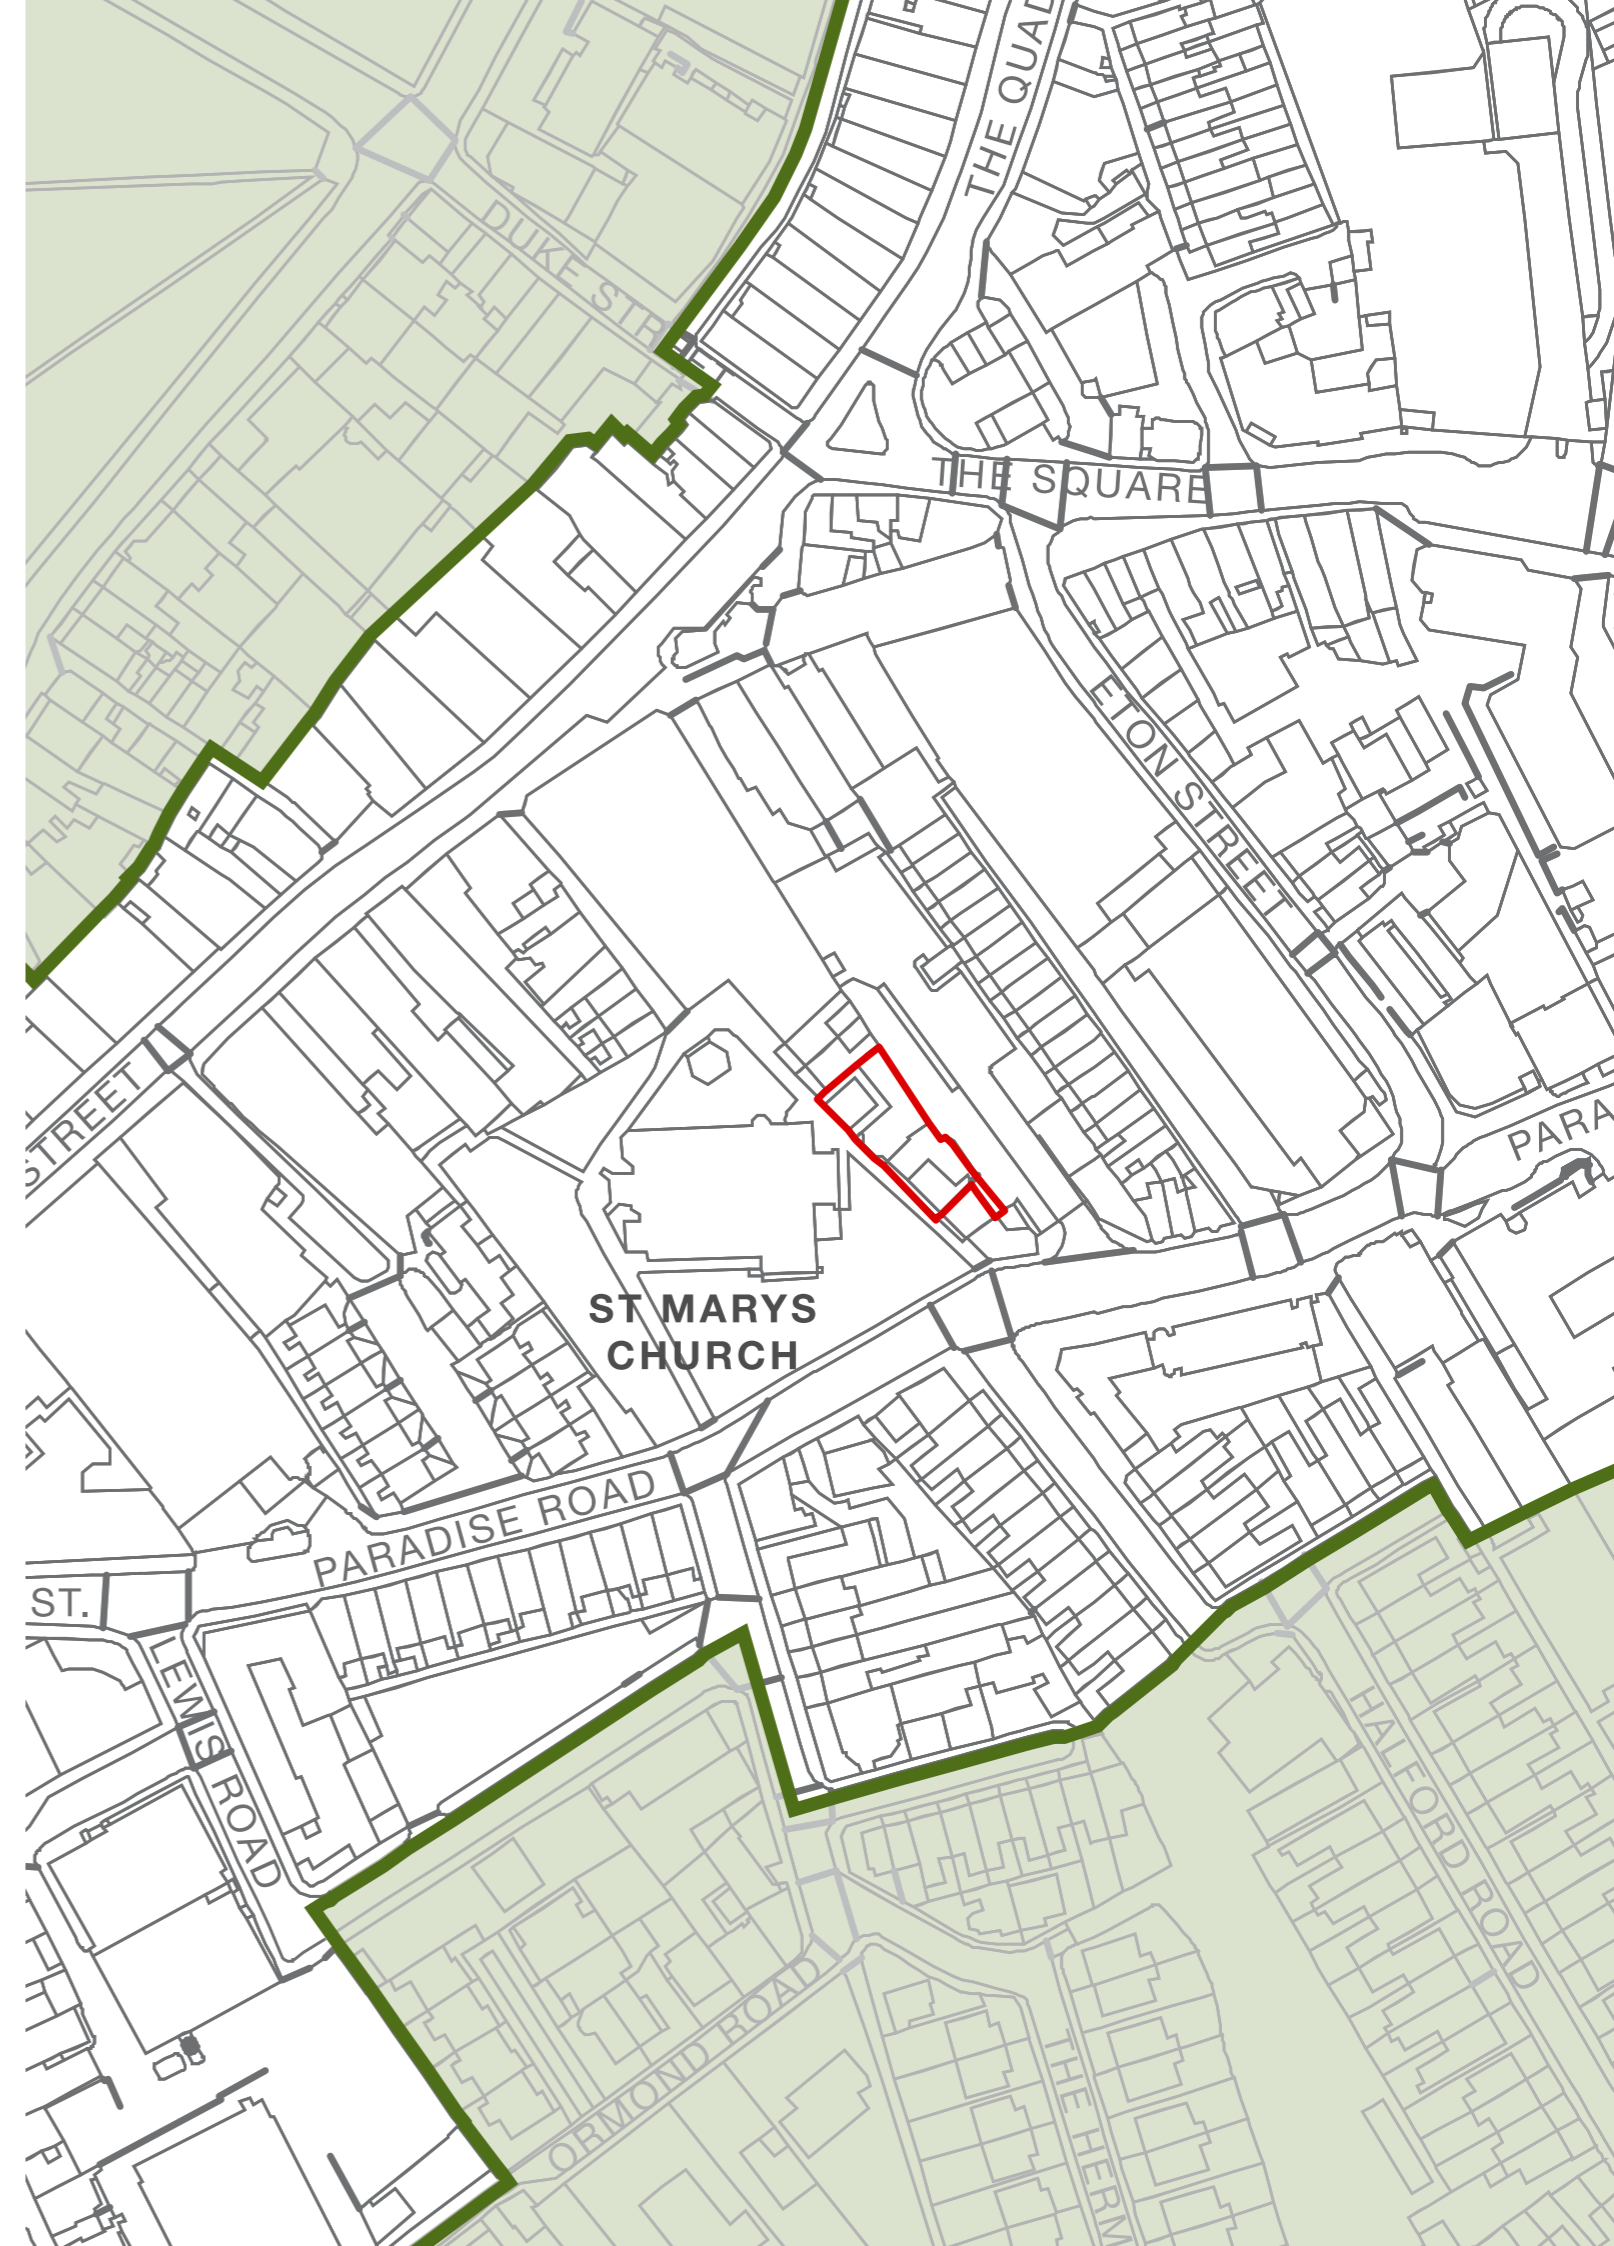 THE QUAD
DUKE STR
THE SQUARE
ETON STREET
STREET
PARA
ST MARYS
CHURCH
PARADISE ROAD
ST.
LEWIS ROAD
HALFORD ROAD
ORMOND ROAD
THE HERM